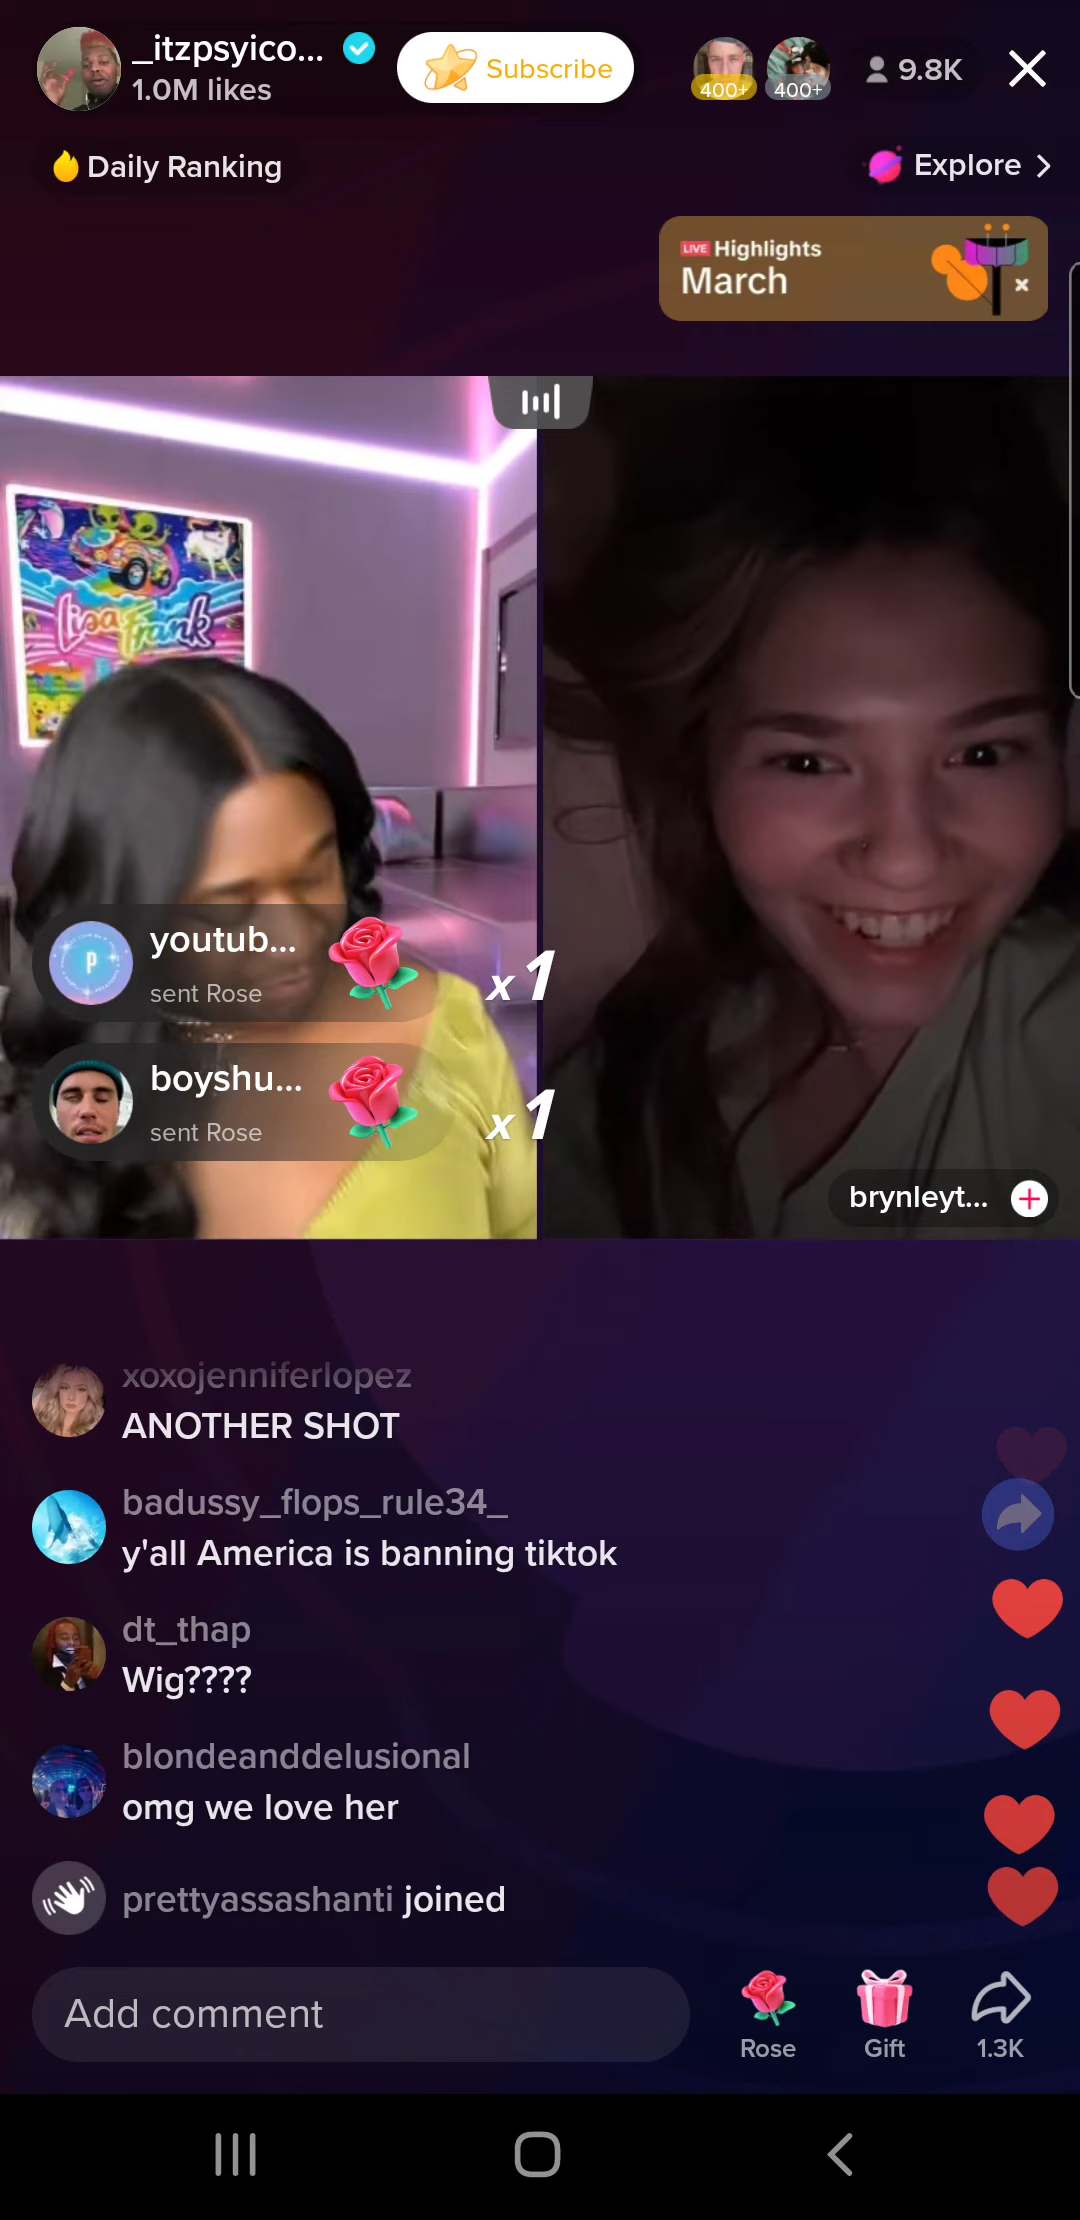 _itzpsyico...
1.0M likes
Subscribe
400+
400+
9.8K
Daily Ranking
Explore
LIVE Highlights
March
Lisa Frank
youtub...
sent Rose
x1
P
boyshu...
sent Rose
x1
brynleyt...
xoxojenniferlopez
ANOTHER SHOT
badussy_flops_rule34_
y'all America is banning tiktok
dt_thap
Wig????
blondeanddelusional
omg we love her
prettyassashanti joined
Add comment
Rose
Gift
1.3K